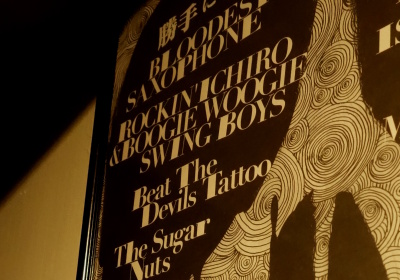 勝手に
BLOODEST
SAXOPHONE
ROCKIN' ICHIRO
& BOOGIE WOOGIE
SWING BOYS
Beat The
Devils Tattoo
The Sugar
Nuts